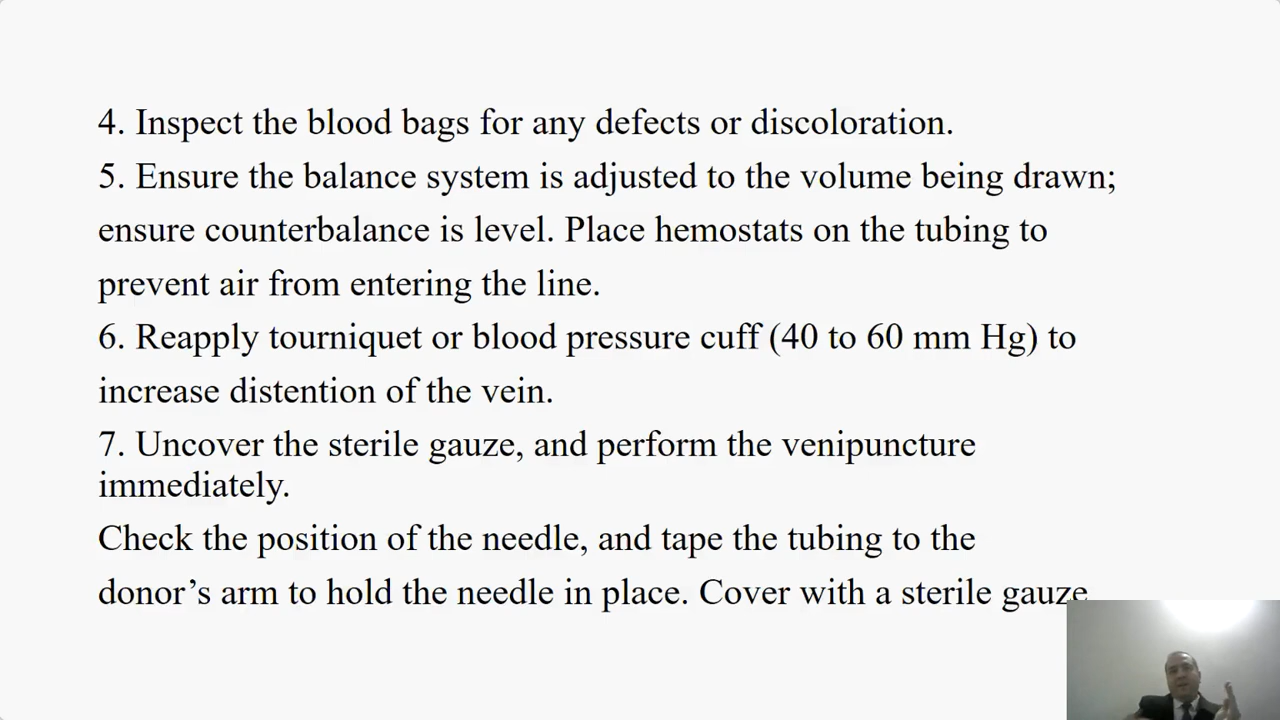 4. Inspect the blood bags for any defects or discoloration.
5. Ensure the balance system is adjusted to the volume being drawn;
ensure counterbalance is level. Place hemostats on the tubing to
prevent air from entering the line.
6. Reapply tourniquet or blood pressure cuff (40 to 60 mm Hg) to
increase distention of the vein.
7. Uncover the sterile gauze, and perform the venipuncture
immediately.
Check the position of the needle, and tape the tubing to the
donor’s arm to hold the needle in place. Cover with a sterile gauze